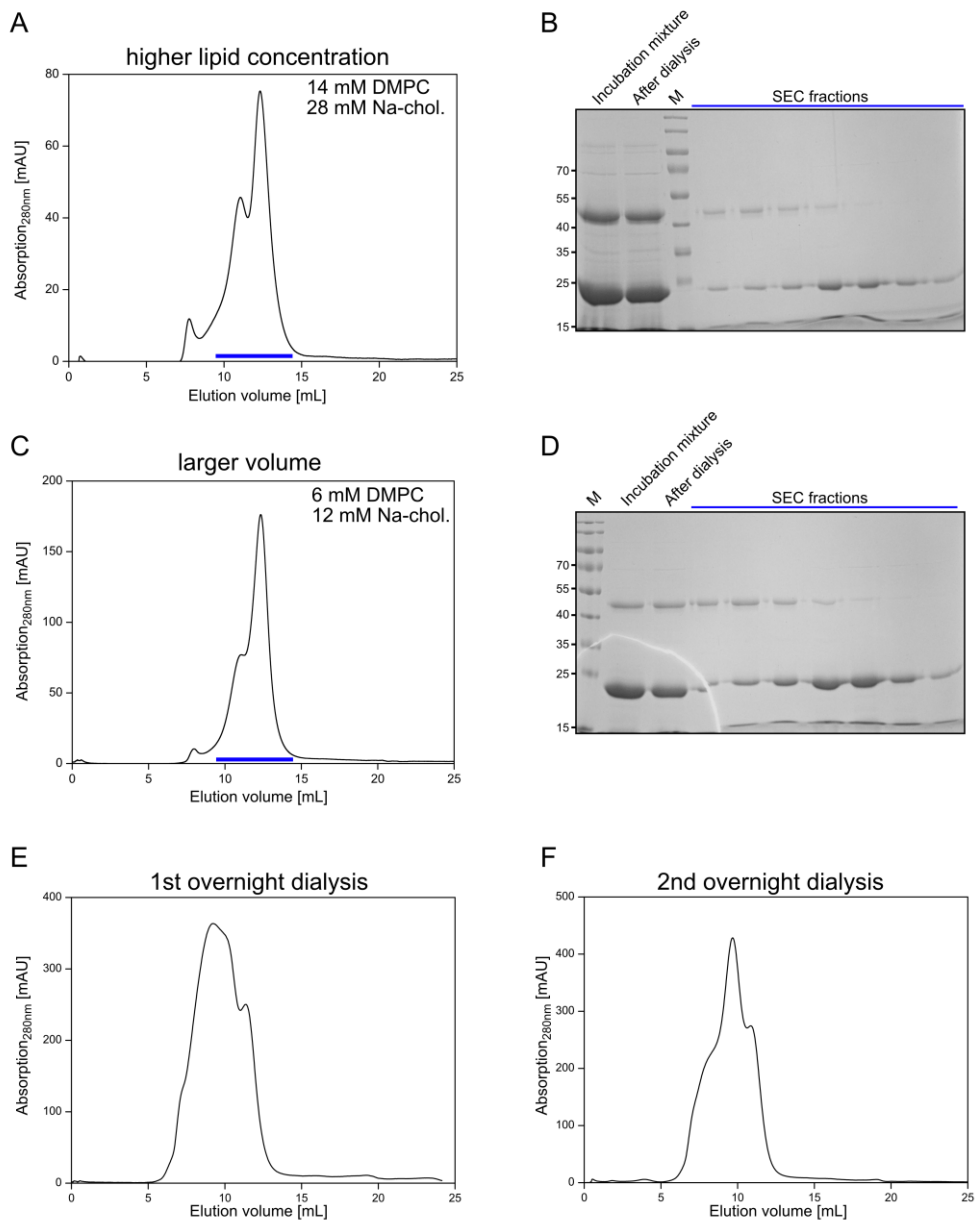 A
higher lipid concentration
14 mM DMPC
28 mM Na-chol.
80
60
40
20
0
Absorption280nm [mAU]
0 5 10 15 20 25
Elution volume [mL]
B
Incubation mixture
After dialysis
M
SEC fractions
70
55
40
35
25
15
C
larger volume
6 mM DMPC
12 mM Na-chol.
200
150
100
50
0
Absorption280nm [mAU]
0 5 10 15 20 25
Elution volume [mL]
D
M
Incubation mixture
After dialysis
SEC fractions
70
55
40
35
25
15
E
1st overnight dialysis
400
300
200
100
0
Absorption280nm [mAU]
0 5 10 15 20 25
Elution volume [mL]
F
2nd overnight dialysis
500
400
300
200
100
0
Absorption280nm [mAU]
0 5 10 15 20 25
Elution volume [mL]